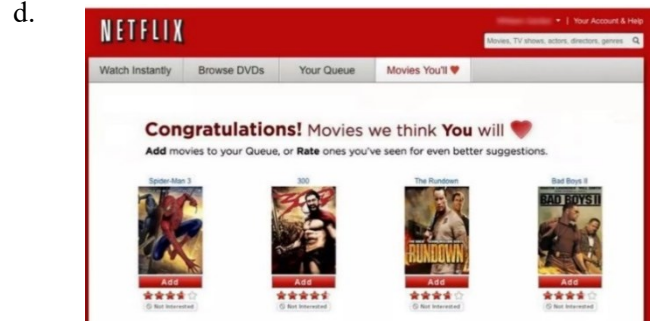 d.
NETFLIX
| Your Account & Help
Movies, TV shows, actors, directors, genres
Watch Instantly Browse DVDs Your Queue Movies You'll ♥
Congratulations! Movies we think You will ♥
Add movies to your Queue, or Rate ones you've seen for even better suggestions.
Spider-Man 3 300 The Rundown Bad Boys II
300 RUNDOWN BAD BOYS II
Add Add Add Add
Not Interested Not Interested Not Interested Not Interested